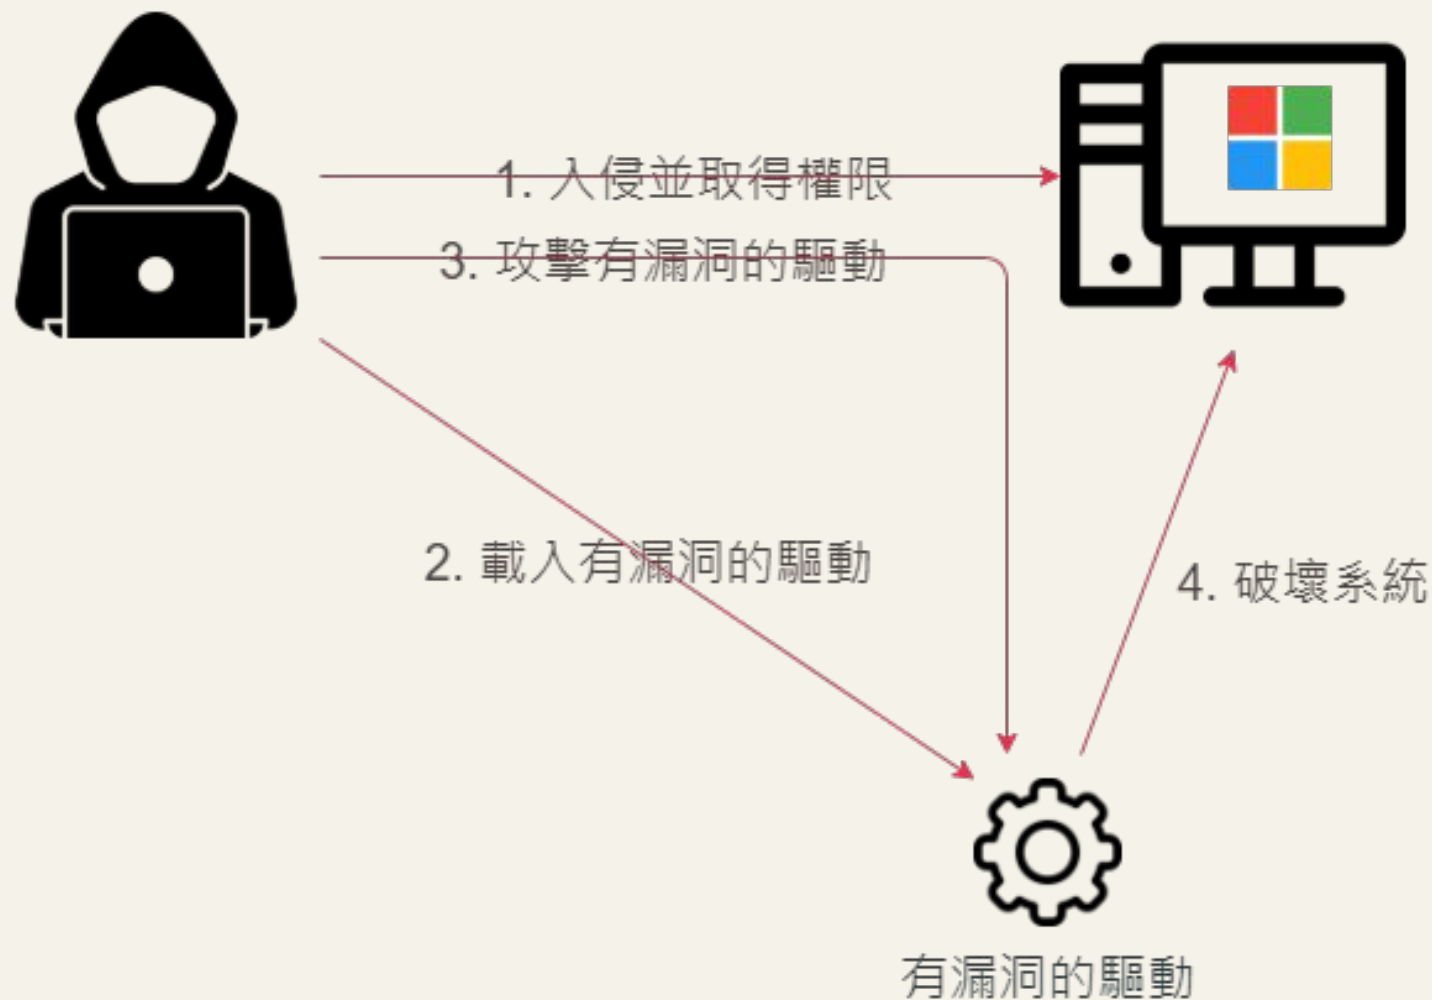 1. 入侵並取得權限
3. 攻擊有漏洞的驅動
2. 載入有漏洞的驅動
4. 破壞系統
有漏洞的驅動